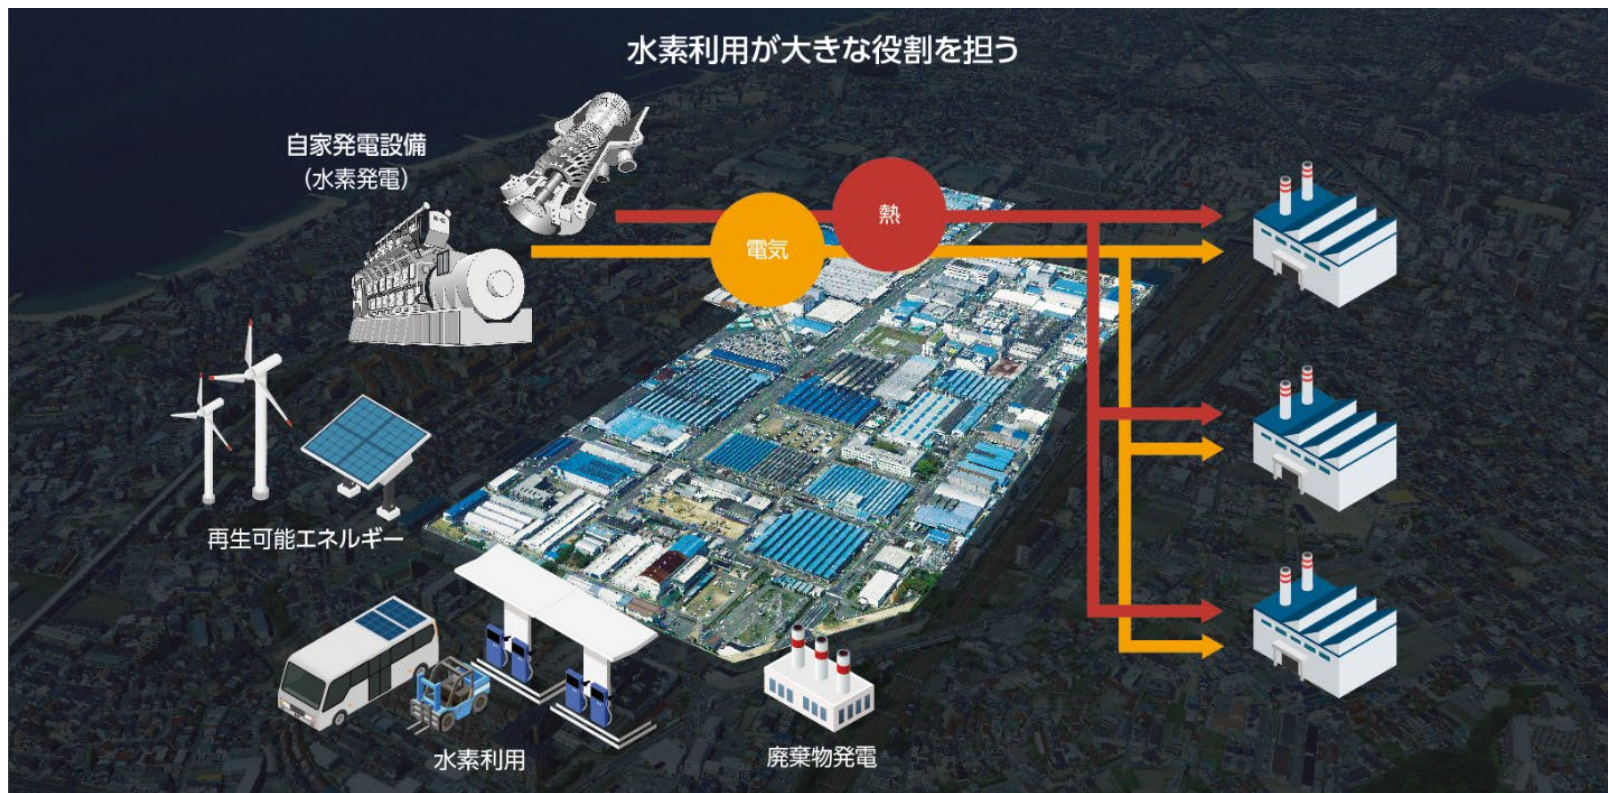 水素利用が大きな役割を担う
自家発電設備
（水素発電）
熱
電気
再生可能エネルギー
水素利用
廃棄物発電